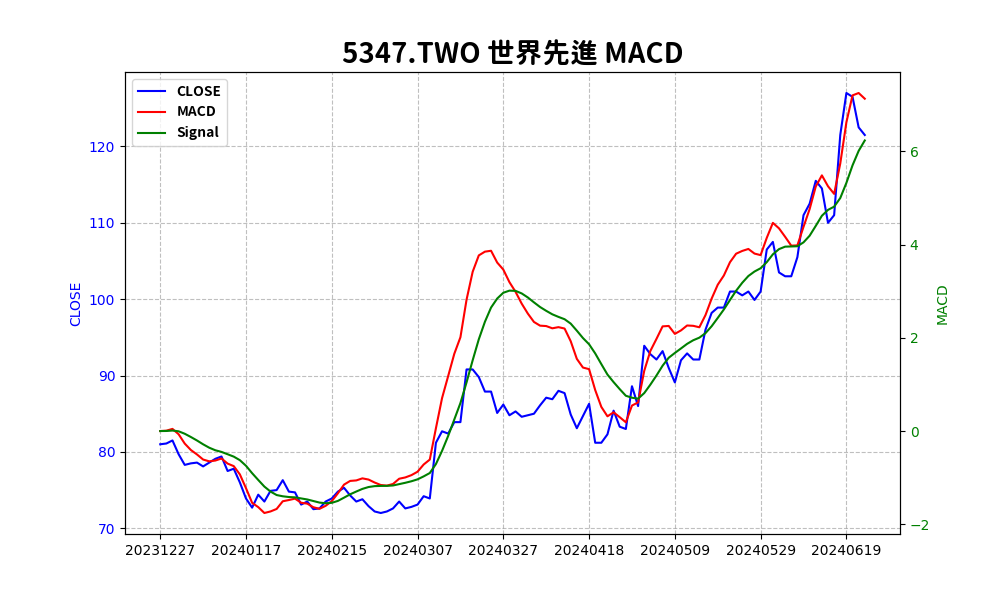 5347.TWO 世界先進 MACD
CLOSE
MACD
Signal
120
110
100
90
80
70
CLOSE
6
4
2
0
−2
MACD
20231227 20240117 20240215 20240307 20240327 20240418 20240509 20240529 20240619